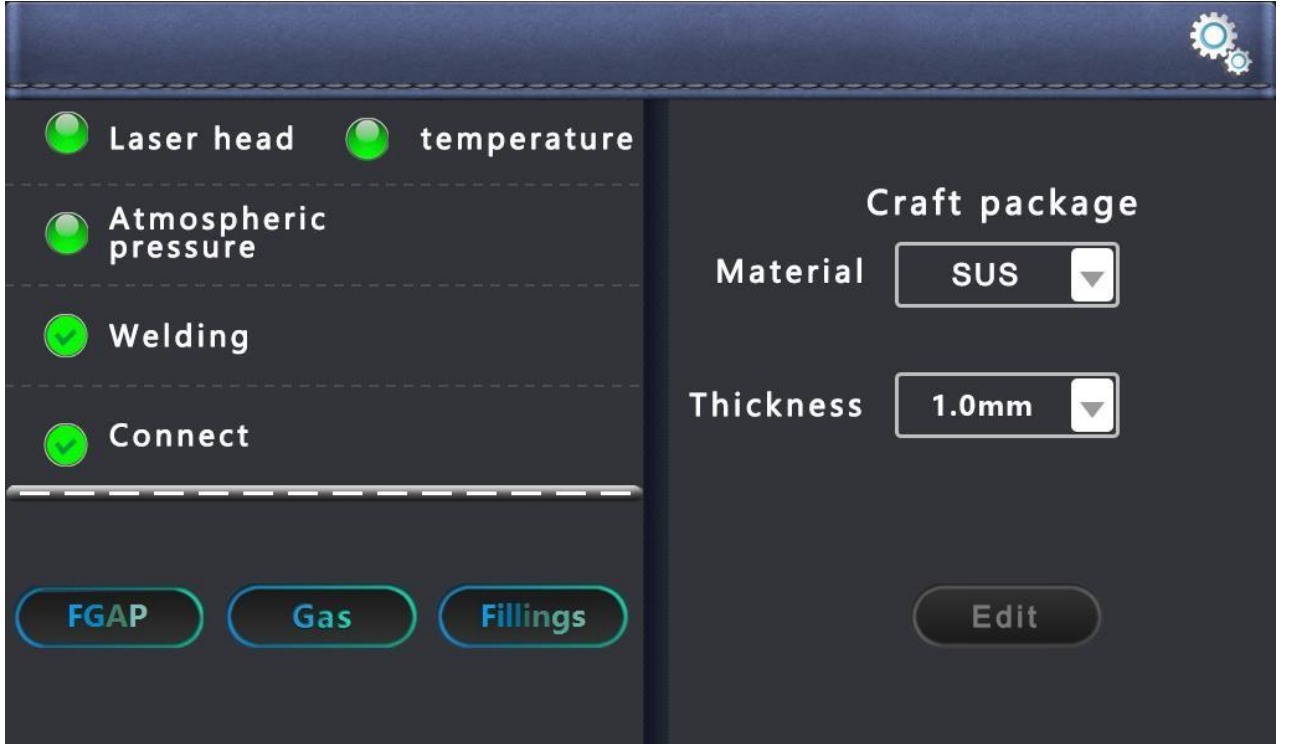 Laser head temperature
Atmospheric
pressure
Welding
Connect
FGAP Gas Fillings
Craft package
Material SUS
Thickness 1.0mm
Edit